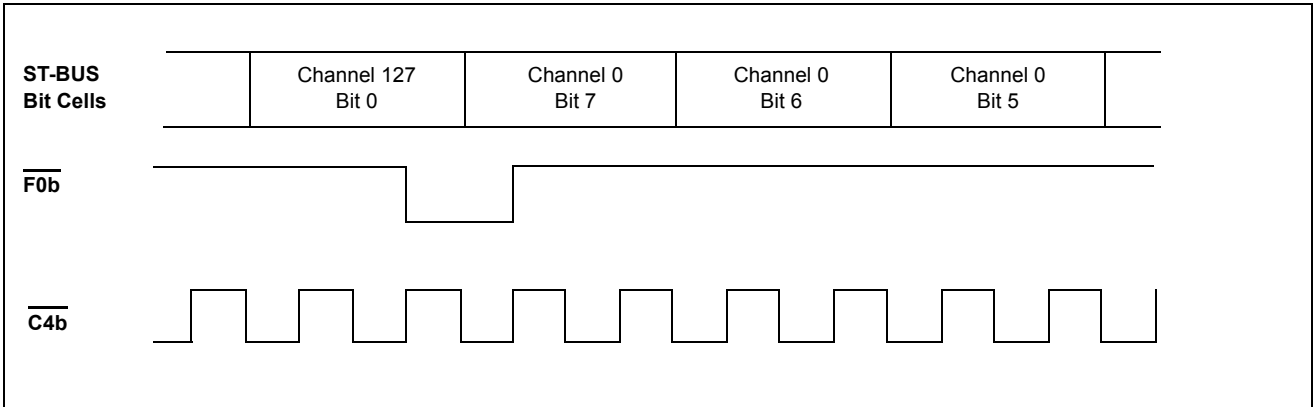 ST-BUS
Bit Cells
Channel 127
Bit 0
Channel 0
Bit 7
Channel 0
Bit 6
Channel 0
Bit 5
F0b
C4b